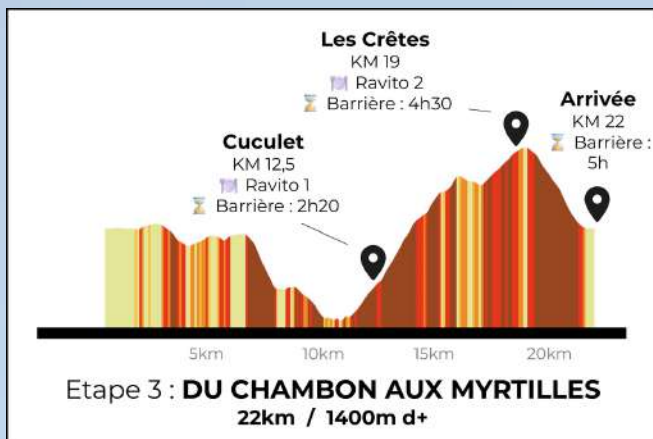 Les Crêtes
KM 19
🍽️ Ravito 2
⌛ Barrière : 4h30
Arrivée
KM 22
⌛ Barrière :
5h
Cuculet
KM 12,5
🍽️ Ravito 1
⌛ Barrière : 2h20
5km 10km 15km 20km
Etape 3 : DU CHAMBON AUX MYRTILLES
22km / 1400m d+